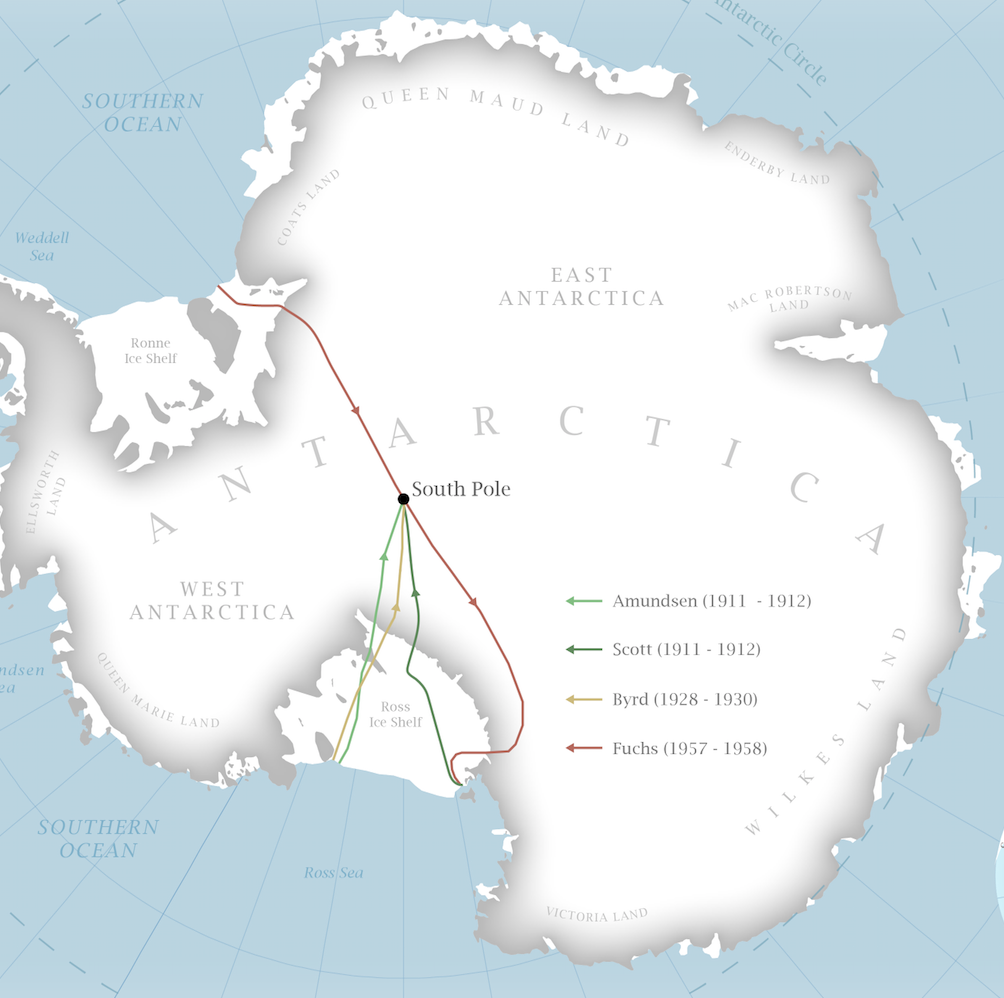 Antarctic Circle
SOUTHERN
OCEAN
QUEEN MAUD LAND
ENDERBY LAND
COATS LAND
Weddell
Sea
EAST
ANTARCTICA
MAC ROBERTSON
LAND
Ronne
Ice Shelf
ANTARCTICA
ELLSWORTH
LAND
South Pole
WEST
ANTARCTICA
Amundsen (1911 - 1912)
Scott (1911 - 1912)
Byrd (1928 - 1930)
Fuchs (1957 - 1958)
ndsen
ea
QUEEN MARIE LAND
Ross
Ice Shelf
WILKES LAND
SOUTHERN
OCEAN
Ross Sea
VICTORIA LAND